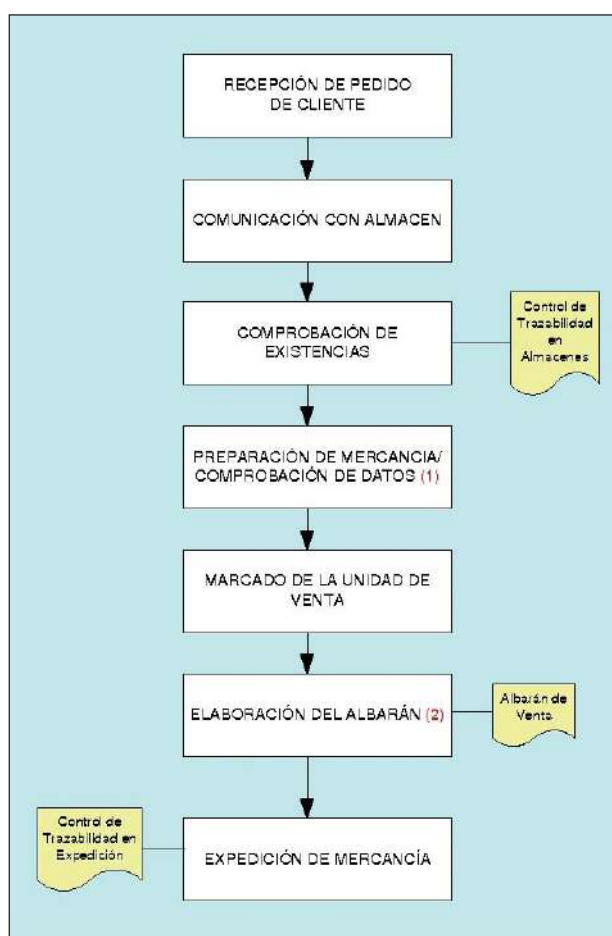 RECEPCIÓN DE PEDIDO
DE CLIENTE
COMUNICACIÓN CON ALMACEN
COMPROBACIÓN DE
EXISTENCIAS
Control de
Trazabilidad
en
Almacenes
PREPARACIÓN DE MERCANCIA/
COMPROBACIÓN DE DATOS (1)
MARCADO DE LA UNIDAD DE
VENTA
ELABORACIÓN DEL ALBARÁN (2)
Albarán de
Venta
Control de
Trazabilidad en
Expedición
EXPEDICIÓN DE MERCANCÍA